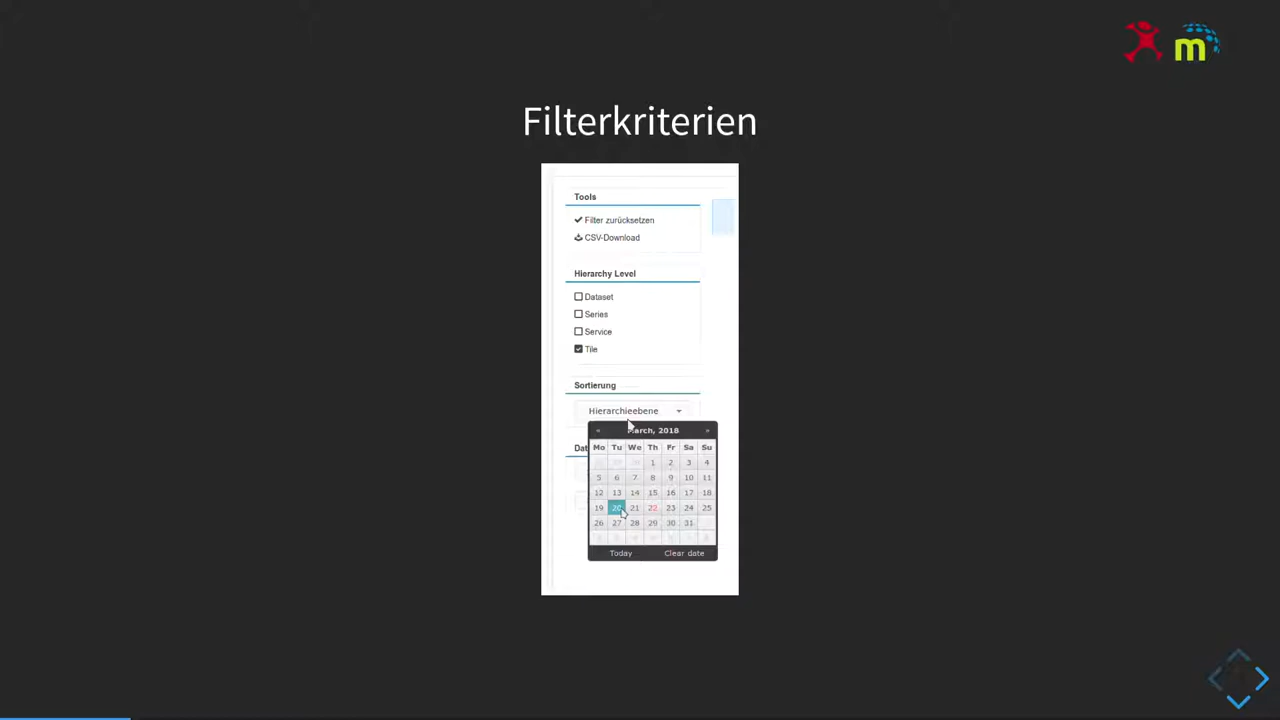 m
Filterkriterien
Tools
Filter zurücksetzen
CSV-Download
Hierarchy Level
Dataset
Series
Service
Tile
Sortierung
Hierarchieebene
« March, 2018 »
Mo Tu We Th Fr Sa Su
1 2 3 4
5 6 7 8 9 10 11
12 13 14 15 16 17 18
19 20 21 22 23 24 25
26 27 28 29 30 31
Today Clear date